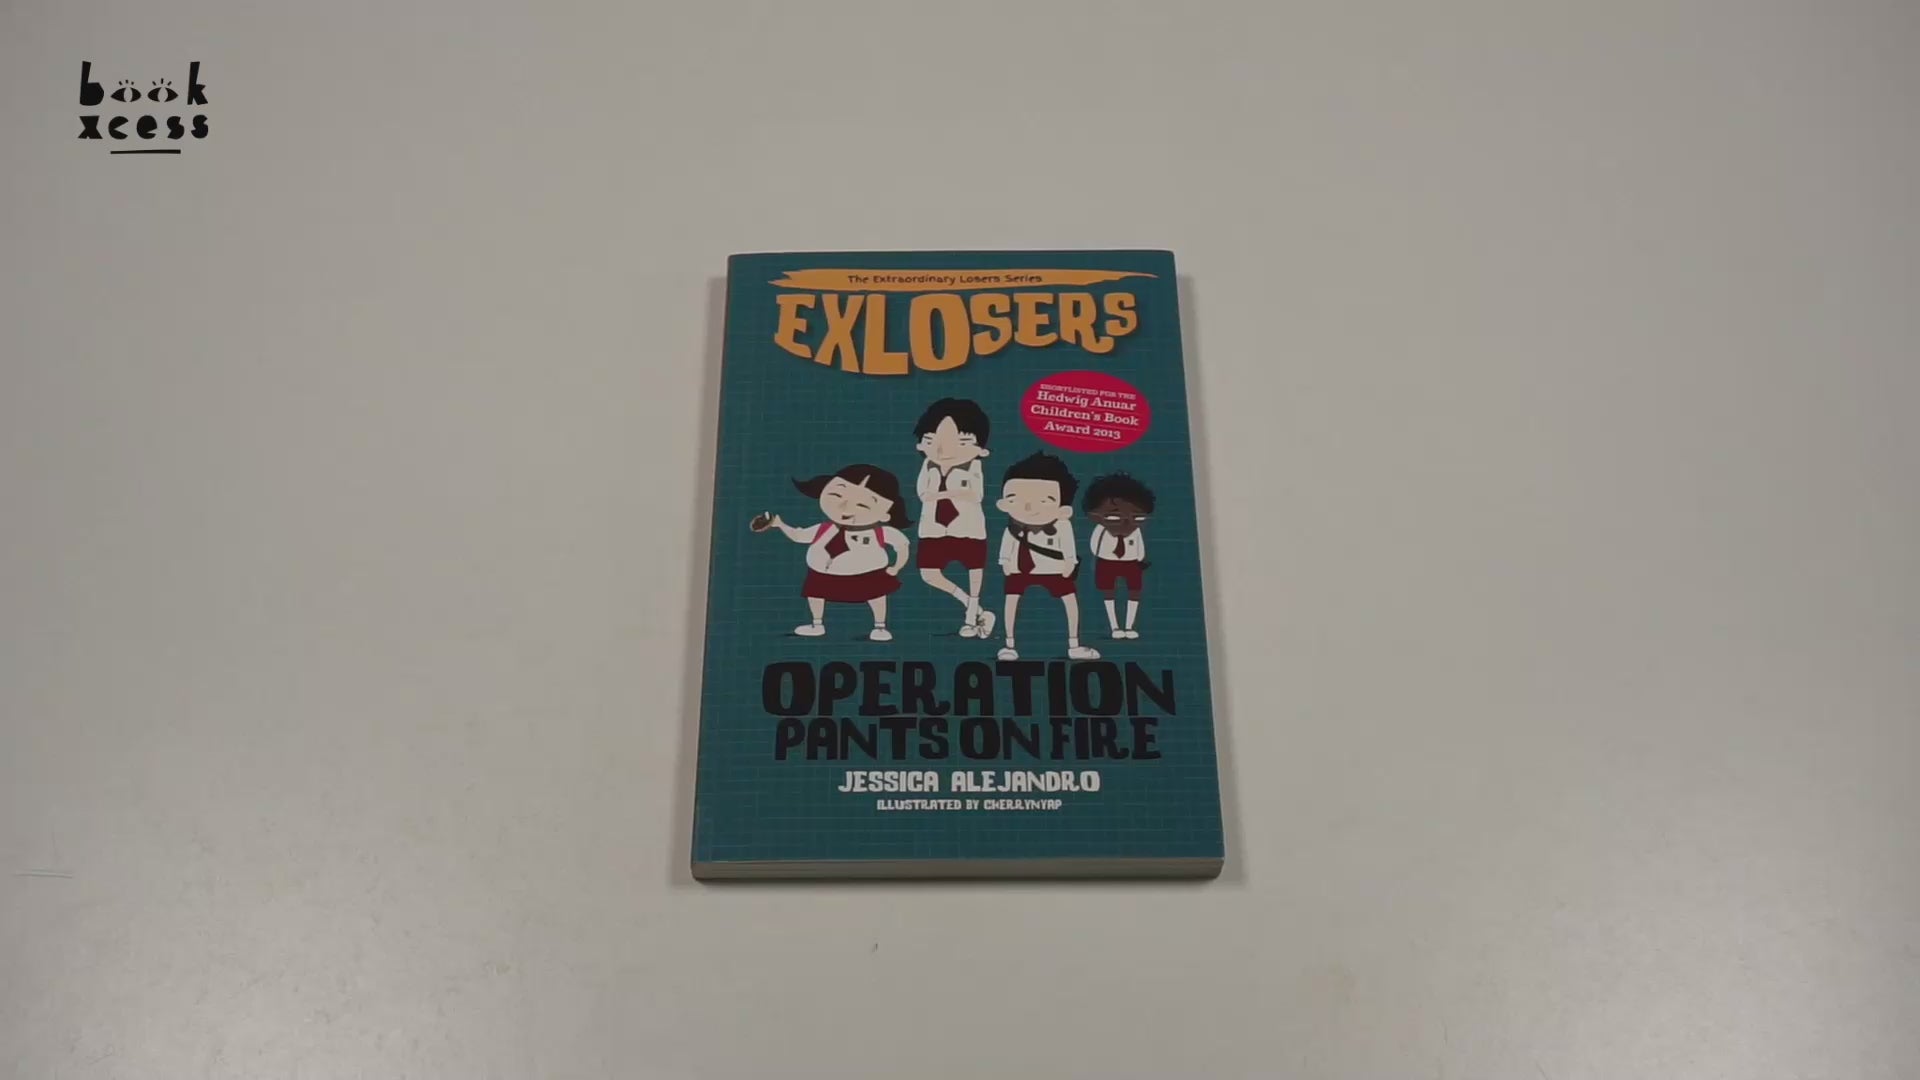 book
xcess
The Extraordinary Losers Series
EXLOSERS
SHORTLISTED FOR THE
Hedwig Anuar
Children's Book
Award 2013
OPERATION
PANTS ON FIRE
JESSICA ALEJANDRO
ILLUSTRATED BY CHERRYNYAP